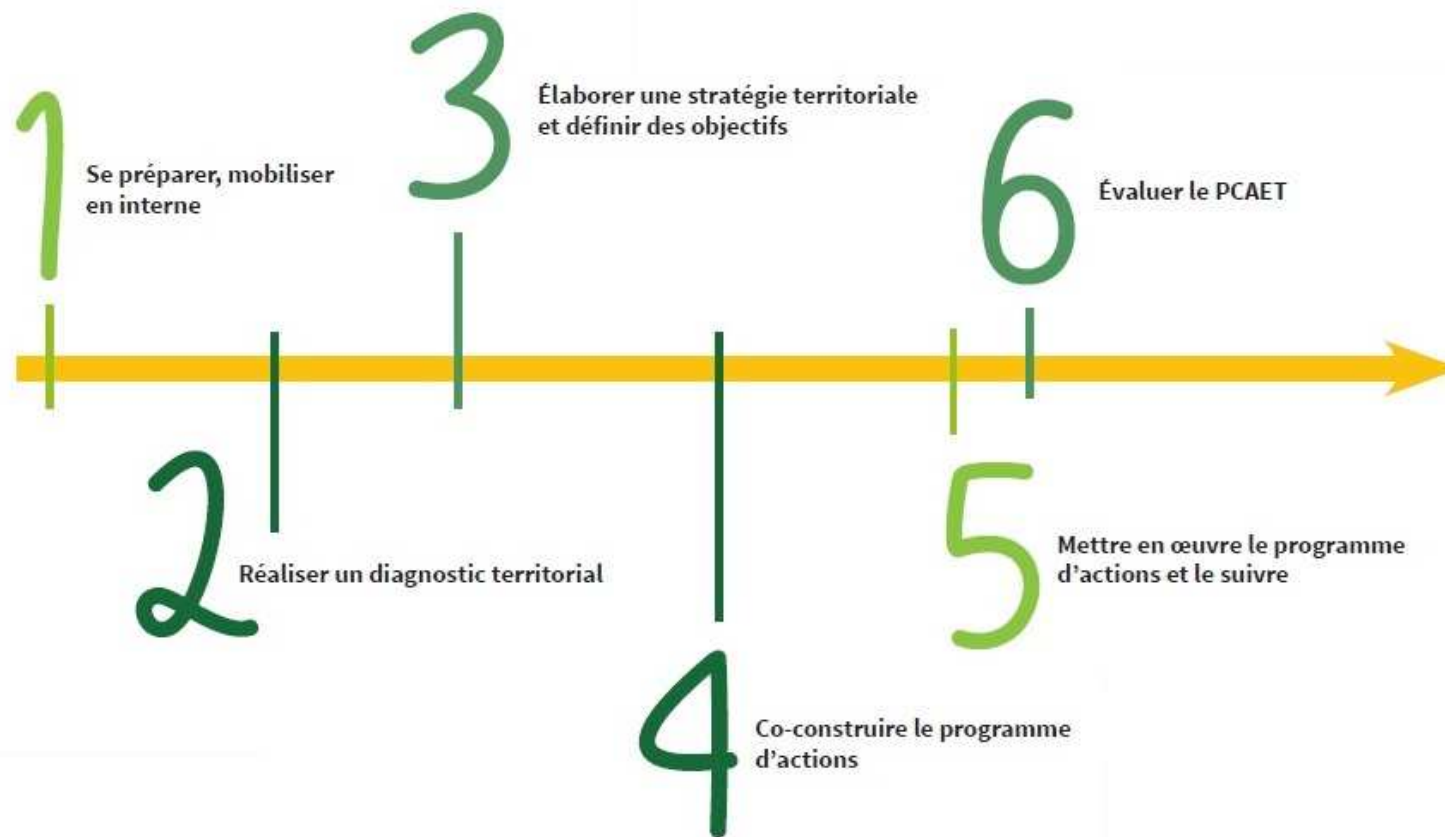 1
Se préparer, mobiliser
en interne
2
Réaliser un diagnostic territorial
3
Élaborer une stratégie territoriale
et définir des objectifs
4
Co-construire le programme
d’actions
5
Mettre en œuvre le programme
d’actions et le suivre
6
Évaluer le PCAET